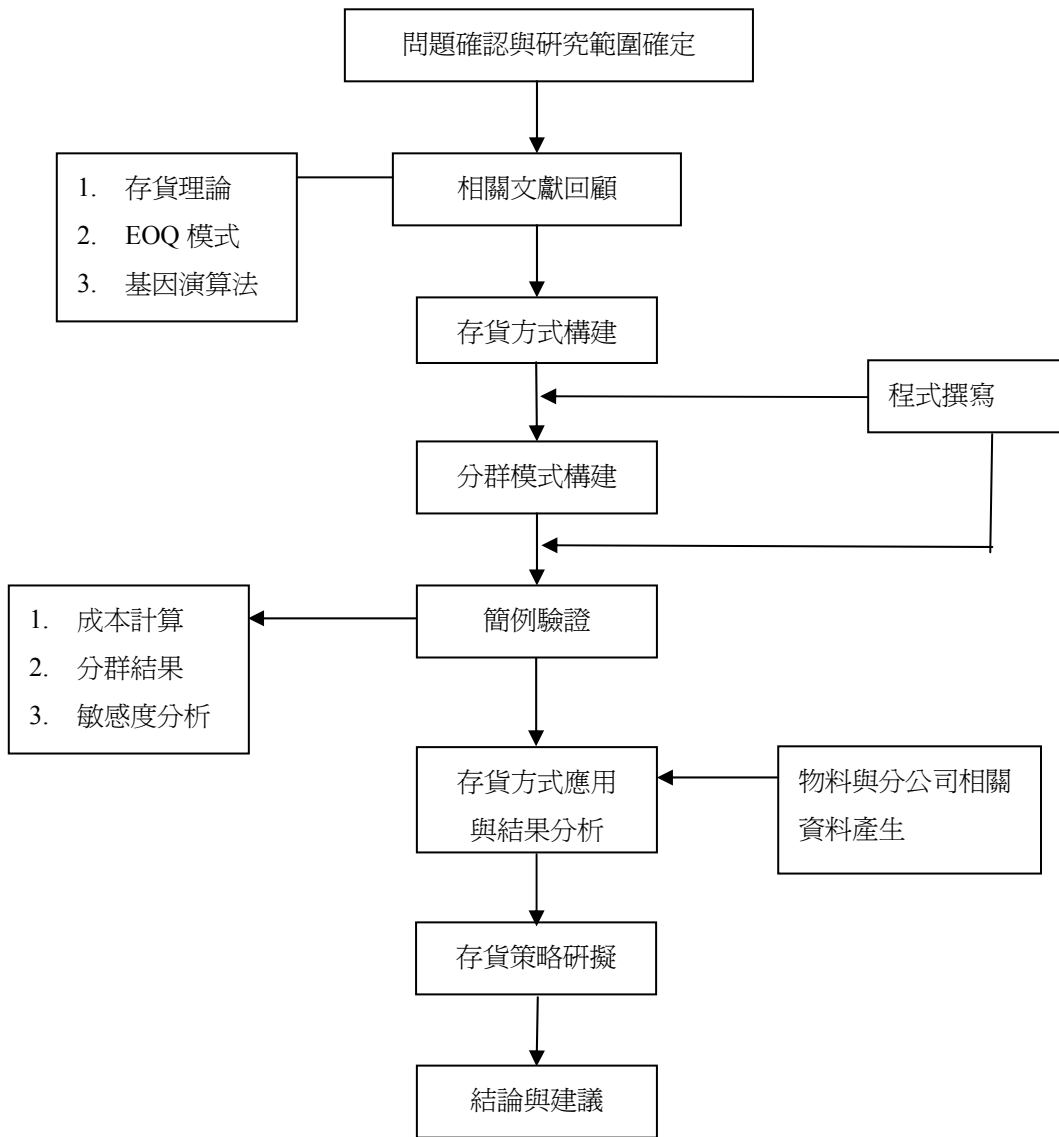 問題確認與研究範圍確定
1. 存貨理論
2. EOQ 模式
3. 基因演算法
相關文獻回顧
存貨方式構建
程式撰寫
分群模式構建
1. 成本計算
2. 分群結果
3. 敏感度分析
簡例驗證
存貨方式應用
與結果分析
物料與分公司相關
資料產生
存貨策略研擬
結論與建議